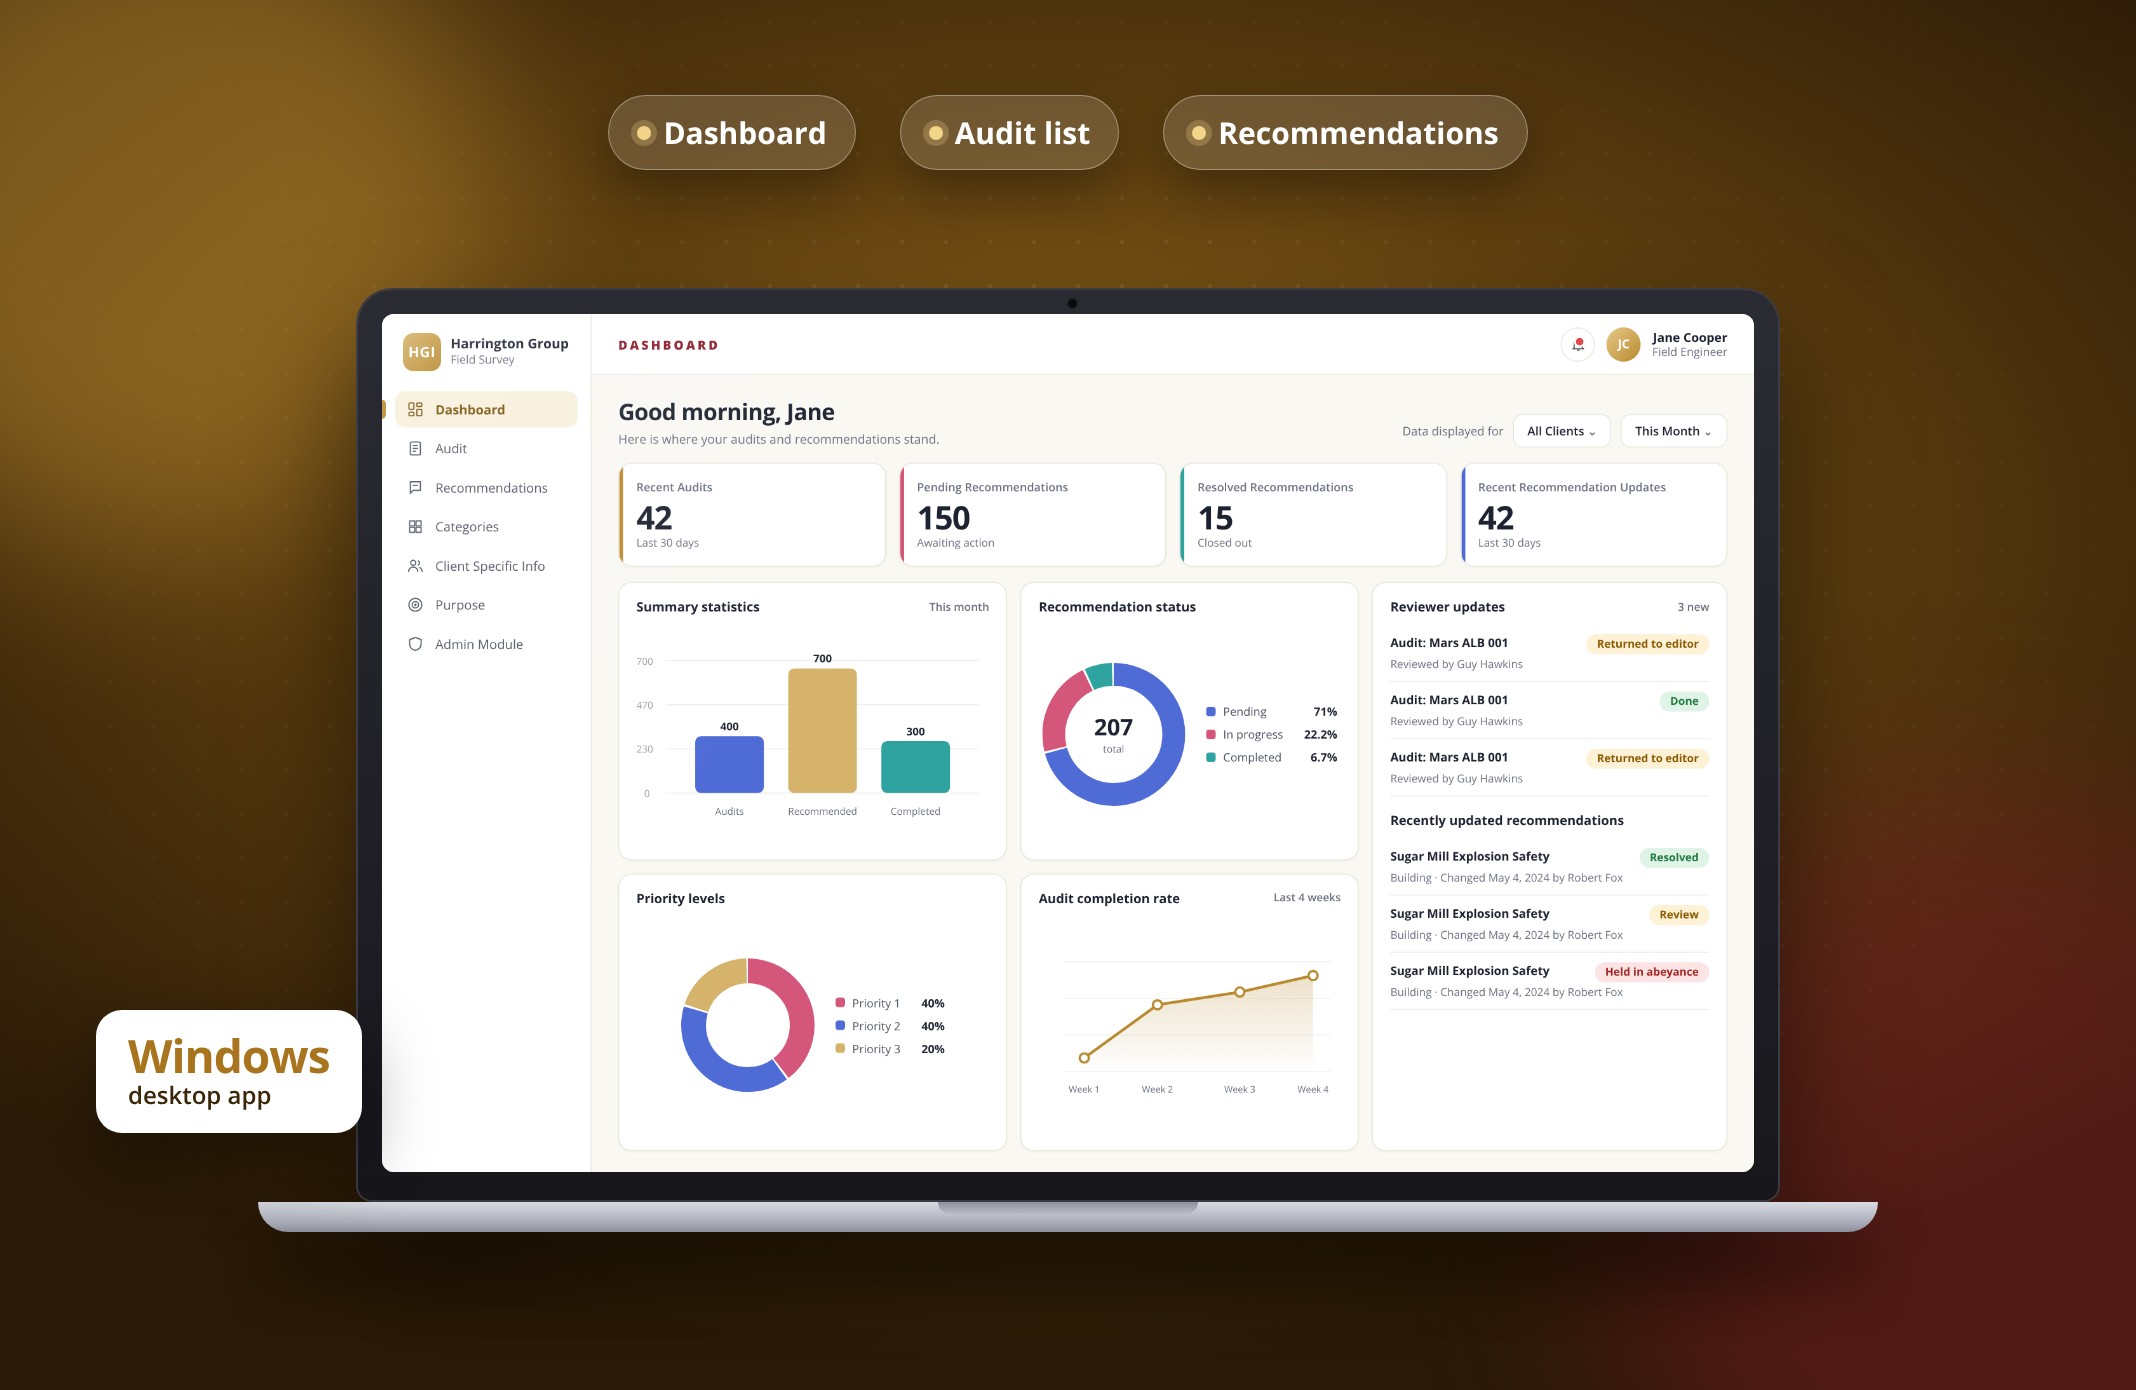 Dashboard
Audit list
Recommendations
HGI
Harrington Group
Field Survey
DASHBOARD
JC
Jane Cooper
Field Engineer
Dashboard
Audit
Recommendations
Categories
Client Specific Info
Purpose
Admin Module
Good morning, Jane
Here is where your audits and recommendations stand.
Data displayed for
All Clients
This Month
Recent Audits
42
Last 30 days
Pending Recommendations
150
Awaiting action
Resolved Recommendations
15
Closed out
Recent Recommendation Updates
42
Last 30 days
Summary statistics
This month
700
470
230
0
400
700
300
Audits
Recommended
Completed
Recommendation status
207
total
Pending 71%
In progress 22.2%
Completed 6.7%
Reviewer updates
3 new
Audit: Mars ALB 001
Returned to editor
Reviewed by Guy Hawkins
Audit: Mars ALB 001
Done
Reviewed by Guy Hawkins
Audit: Mars ALB 001
Returned to editor
Reviewed by Guy Hawkins
Recently updated recommendations
Sugar Mill Explosion Safety
Resolved
Building · Changed May 4, 2024 by Robert Fox
Sugar Mill Explosion Safety
Review
Building · Changed May 4, 2024 by Robert Fox
Sugar Mill Explosion Safety
Held in abeyance
Building · Changed May 4, 2024 by Robert Fox
Priority levels
Priority 1 40%
Priority 2 40%
Priority 3 20%
Audit completion rate
Last 4 weeks
Week 1
Week 2
Week 3
Week 4
Windows
desktop app